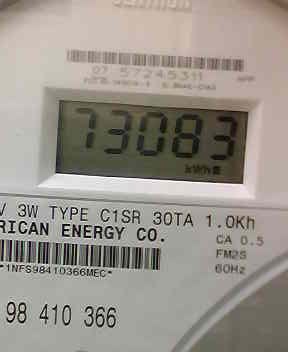 07 57245311
73083
kWh
V 3W TYPE C1SR 30TA 1.0Kh
RICAN ENERGY CO.
CA 0.5
FM2S
60Hz
*1NFS98410366MEC*
98 410 366